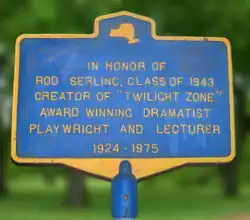 IN HONOR OF
ROD SERLING, CLASS OF 1943
CREATOR OF "TWILIGHT ZONE"
AWARD WINNING DRAMATIST
PLAYWRIGHT AND LECTURER
1924-1975